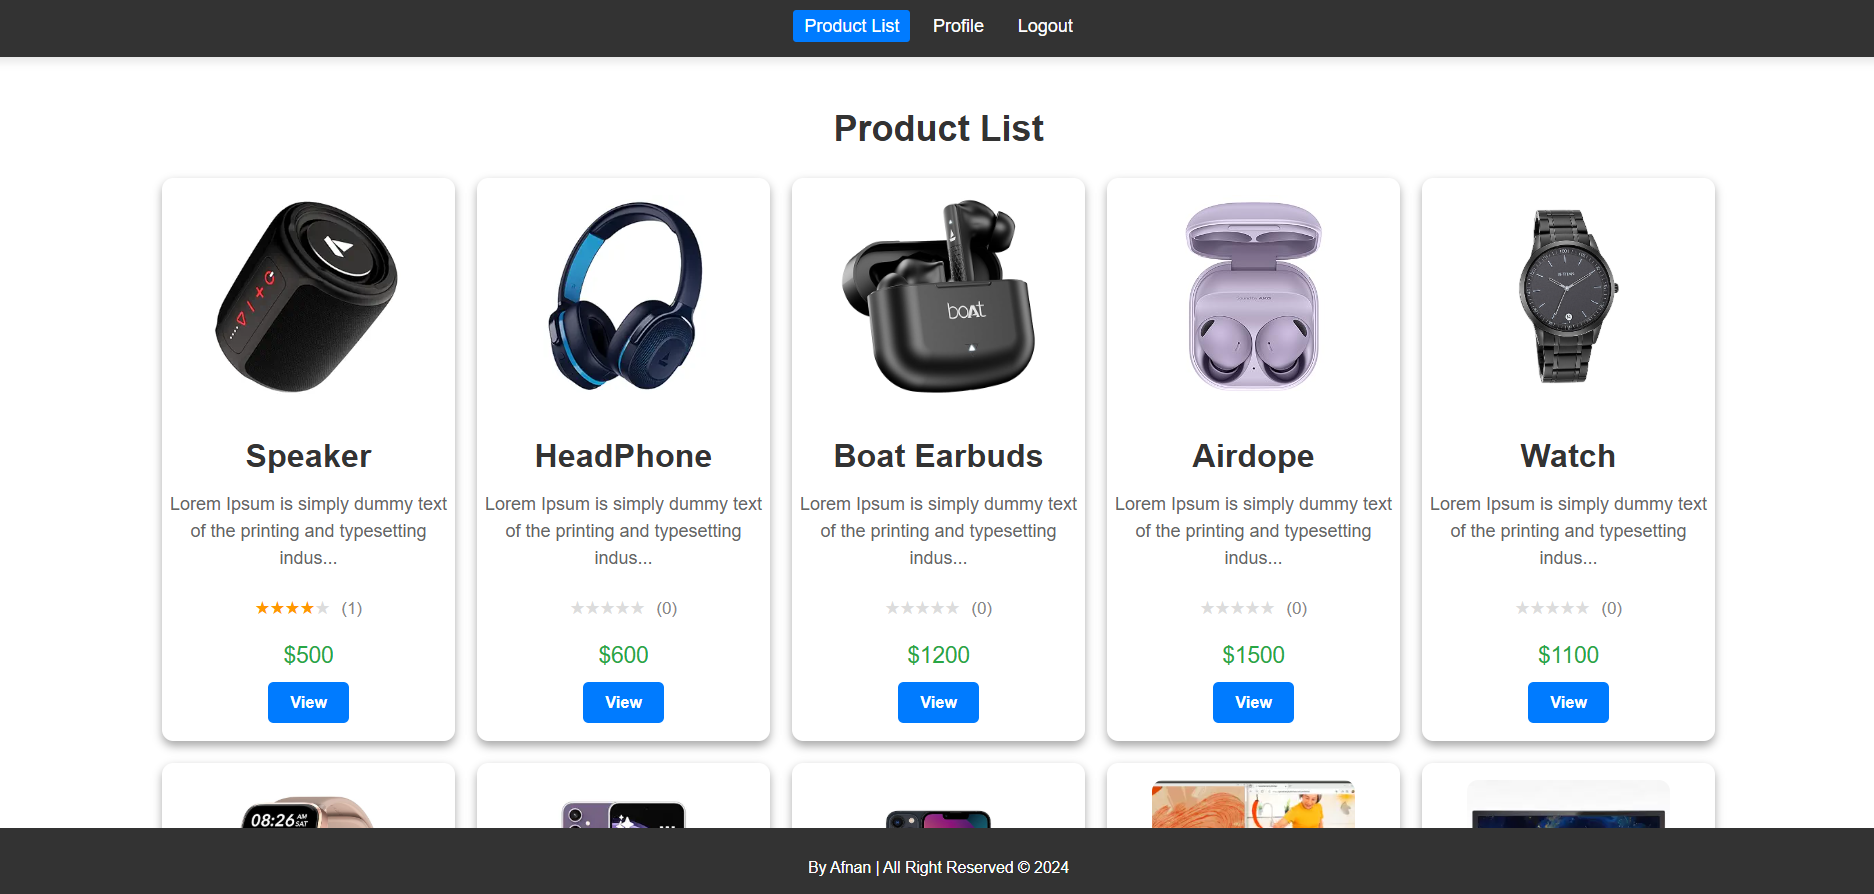 Product List
Profile
Logout
Product List
boAt
Speaker
Lorem Ipsum is simply dummy text
of the printing and typesetting
indus...
★★★★★ (1)
$500
View
HeadPhone
Lorem Ipsum is simply dummy text
of the printing and typesetting
indus...
★★★★★ (0)
$600
View
Boat Earbuds
Lorem Ipsum is simply dummy text
of the printing and typesetting
indus...
★★★★★ (0)
$1200
View
Airdope
Lorem Ipsum is simply dummy text
of the printing and typesetting
indus...
★★★★★ (0)
$1500
View
Watch
Lorem Ipsum is simply dummy text
of the printing and typesetting
indus...
★★★★★ (0)
$1100
View
08:26 AM
SAT
By Afnan | All Right Reserved © 2024